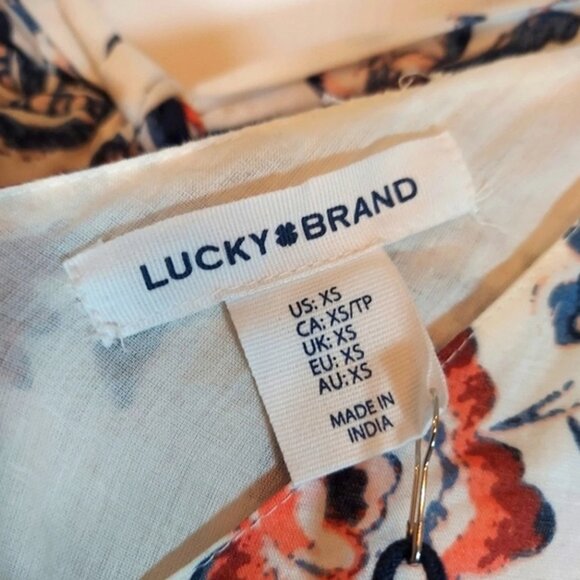 LUCKY BRAND
US: XS
CA: XS/TP
UK: XS
EU: XS
AU: XS
MADE IN
INDIA